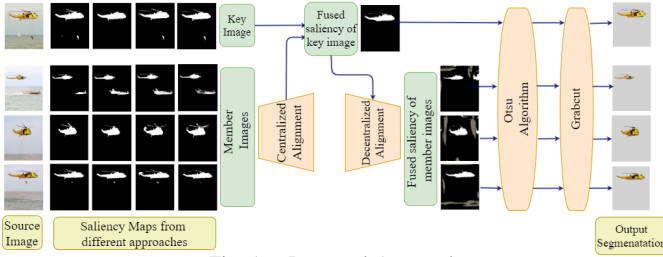 Key
Image
Fused
saliency of
key image
Member
Images
Centralized
Alignment
Decentralized
Alignment
Fused saliency of
member images
Otsu
Algorithm
Grabcut
Source
Image
Saliency Maps from
different approaches
Output
Segmenatation